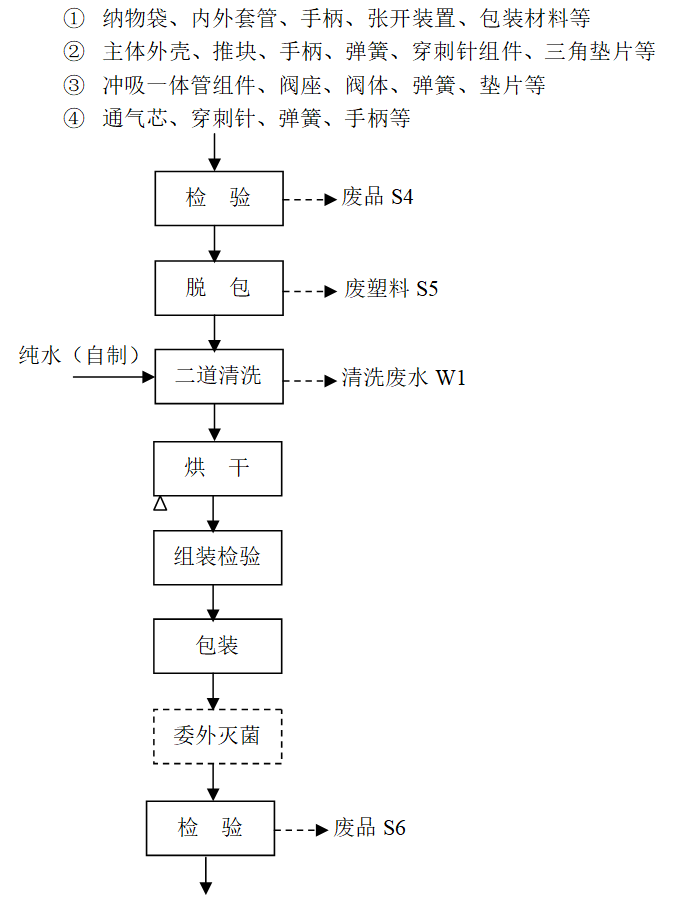 ① 纳物袋、内外套管、手柄、张开装置、包装材料等
② 主体外壳、推块、手柄、弹簧、穿刺针组件、三角垫片等
③ 冲吸一体管组件、阀座、阀体、弹簧、垫片等
④ 通气芯、穿刺针、弹簧、手柄等
检 验
废品 S4
脱 包
废塑料 S5
纯水（自制）
二道清洗
清洗废水 W1
烘 干
组装检验
包装
委外灭菌
检 验
废品 S6